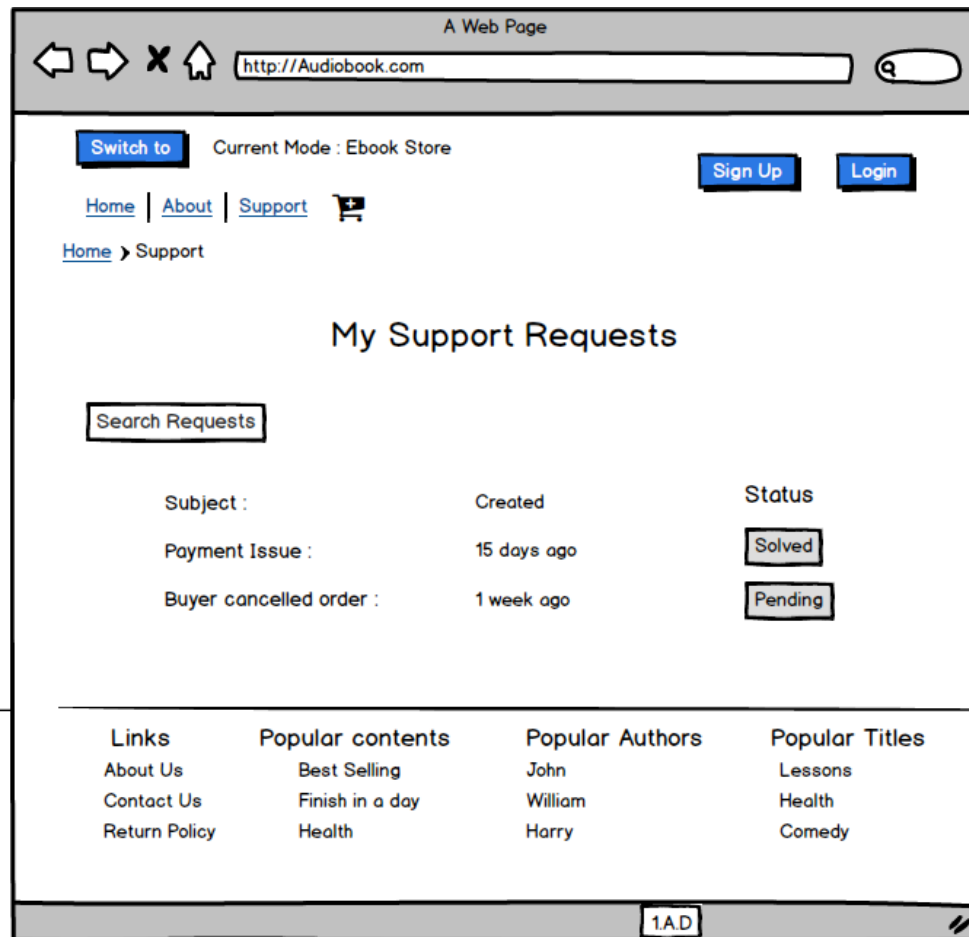 A Web Page
http://Audiobook.com
Switch to Current Mode : Ebook Store
Sign Up Login
Home About Support
Home Support
My Support Requests
Search Requests
Subject : Created Status
Payment Issue : 15 days ago Solved
Buyer cancelled order : 1 week ago Pending
Links Popular contents Popular Authors Popular Titles
About Us Best Selling John Lessons
Contact Us Finish in a day William Health
Return Policy Health Harry Comedy
1.A.D